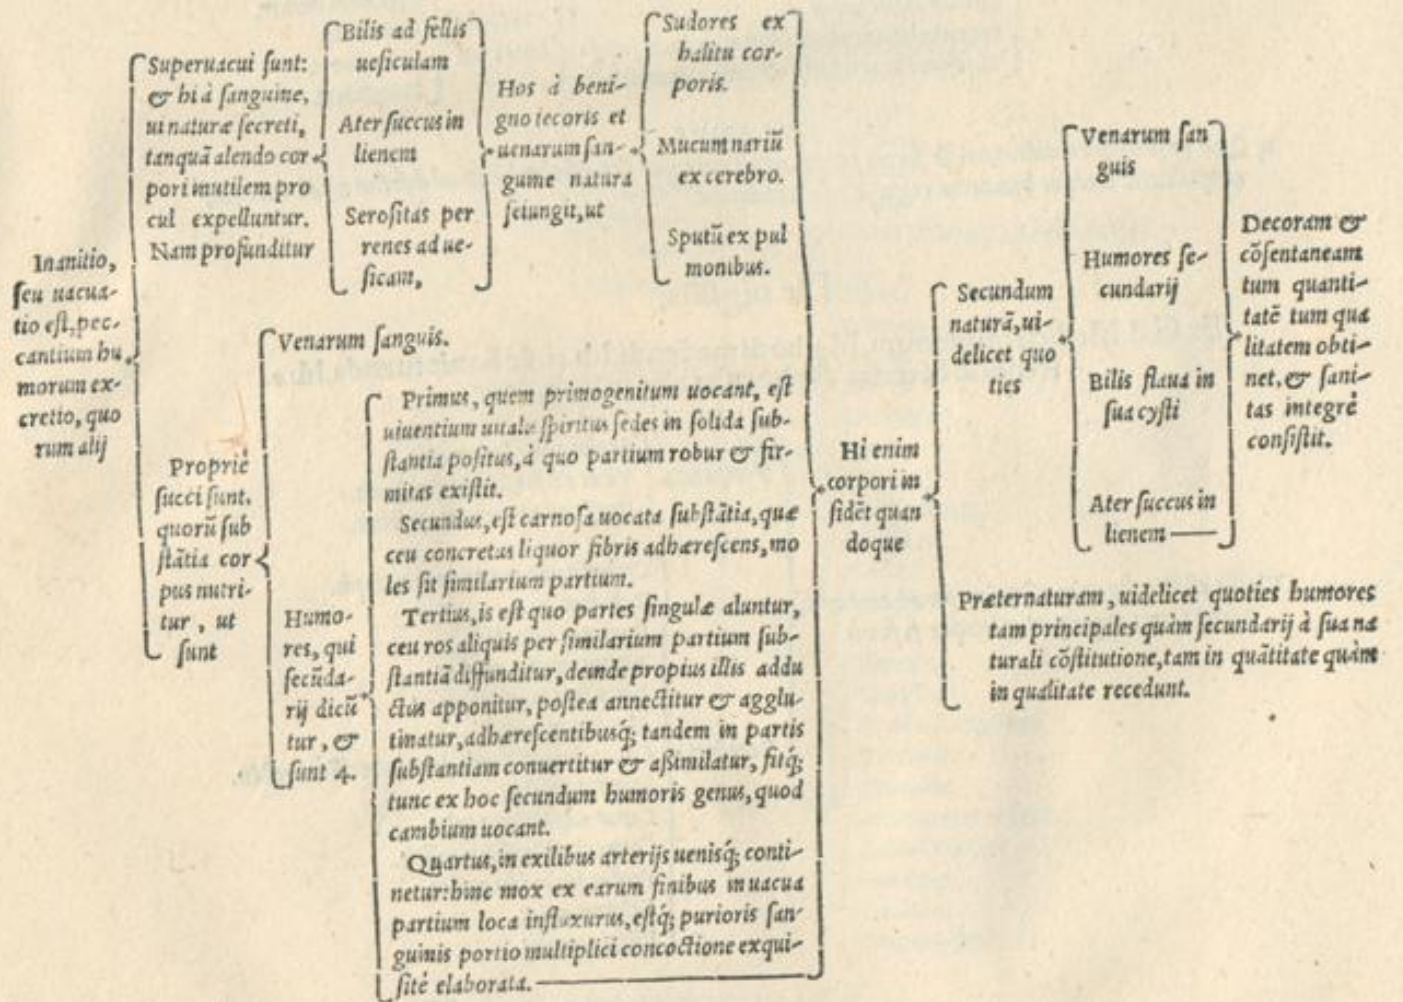 Inanitio,
ſeu uacua-
tio eſt, pec-
cantium hu
morum ex-
cretio, quo
rum alij
Superuacui ſunt:
& hi à ſanguine,
ui naturæ ſecreti,
tanquã alendo cor
pori inutilem pro
cul expelluntur.
Nam profunditur
Bilis ad fellis
ueſiculam
Ater ſuccus in
lienem
Seroſitas per
renes ad ue-
ſicam,
Hos à beni-
gno iecoris et
uenarum ſan-
guine natura
ſeiungit, ut
Sudores ex
halitu cor-
poris.
Mucum nariũ
ex cerebro.
Sputũ ex pul
monibus.
Propriè
ſucci ſunt.
quorũ ſub
ſtãtia cor
pus nutri-
tur, ut
ſunt
Venarum ſanguis.
Humo-
res, qui
ſecũda-
rij dicũ
tur, &
ſunt 4.
Primus, quem primogenitum uocant, eſt
uiuentium uitalis ſpiritus ſedes in ſolida ſub-
ſtantia poſitus, à quo partium robur & fir-
mitas exiſtit.
Secundus, eſt carnoſa uocata ſubſtãtia, quæ
ceu concretus liquor fibris adhæreſcens, mo
les fit ſimilarium partium.
Tertius, is eſt quo partes ſingulæ aluntur,
ceu ros aliquis per ſimilarium partium ſub-
ſtantiã diffunditur, deinde propius illis addu
ctus apponitur, poſtea annectitur & agglu-
tinatur, adhæreſcentibusq́; tandem in partis
ſubſtantiam conuertitur & aßimilatur, fitq́;
tunc ex hoc ſecundum humoris genus, quod
cambium uocant.
Quartus, in exilibus arterijs uenisq́; conti-
netur: hinc mox ex earum finibus in uacua
partium loca influxurus, eſtq́; purioris ſan-
guinis portio multiplici concoctione exqui-
ſitè elaborata.
Hi enim
corpori in
ſidẽt quan
doque
Secundum
naturã, ui-
delicet quo
ties
Venarum ſan
guis
Humores ſe-
cundarij
Bilis flaua in
ſua cyſti
Ater ſuccus in
lienem
Decoram &
cõſentaneam
tum quanti-
tatẽ tum qua
litatem obti-
net. & ſani-
tas integrè
conſiſtit.
Præternaturam, uidelicet quoties humores
tam principales quàm ſecundarij à ſua na
turali cõſtitutione, tam in quãtitate quàm
in qualitate recedunt.